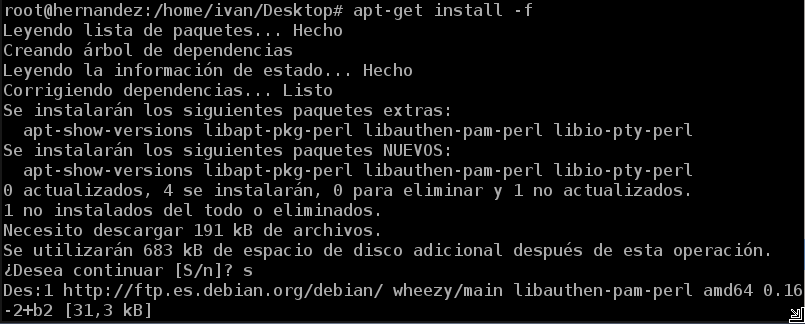 root@hernandez:/home/ivan/Desktop# apt-get install -f
Leyendo lista de paquetes... Hecho
Creando árbol de dependencias
Leyendo la información de estado... Hecho
Corrigiendo dependencias... Listo
Se instalarán los siguientes paquetes extras:
  apt-show-versions libapt-pkg-perl libauthen-pam-perl libio-pty-perl
Se instalarán los siguientes paquetes NUEVOS:
  apt-show-versions libapt-pkg-perl libauthen-pam-perl libio-pty-perl
0 actualizados, 4 se instalarán, 0 para eliminar y 1 no actualizados.
1 no instalados del todo o eliminados.
Necesito descargar 191 kB de archivos.
Se utilizarán 683 kB de espacio de disco adicional después de esta operación.
¿Desea continuar [S/n]? s
Des:1 http://ftp.es.debian.org/debian/ wheezy/main libauthen-pam-perl amd64 0.16
-2+b2 [31,3 kB]